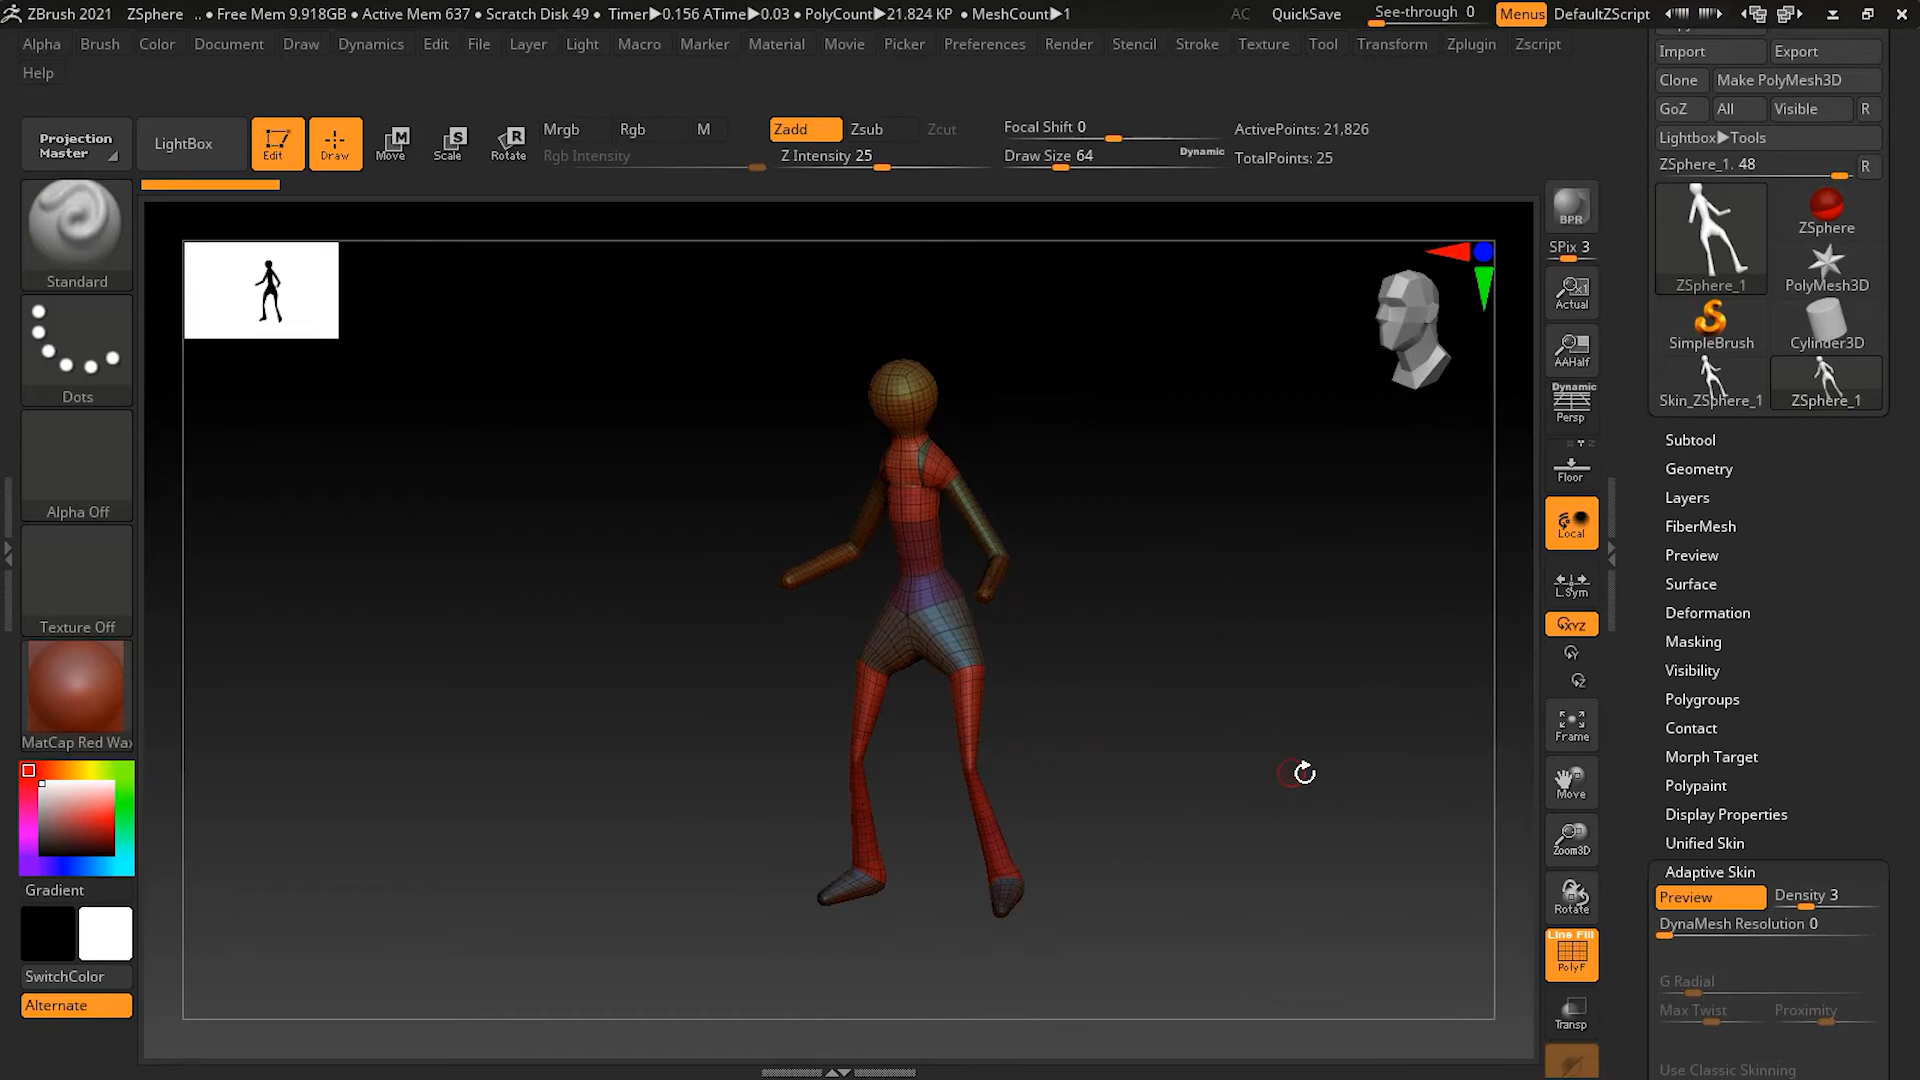 ZBrush 2021 ZSphere .. • Free Mem 9.918GB • Active Mem 637 • Scratch Disk 49 • Timer▶0.156 ATime▶0.03 • PolyCount▶21.824 KP • MeshCount▶1 AC QuickSave See-through 0 Menus DefaultZScript
Alpha Brush Color Document Draw Dynamics Edit File Layer Light Macro Marker Material Movie Picker Preferences Render Stencil Stroke Texture Tool Transform Zplugin Zscript
Help
Import Export
Clone Make PolyMesh3D
GoZ All Visible R
Lightbox▶Tools
ZSphere_1. 48 R
Projection
Master
LightBox
Edit
Draw
Move
Scale
Rotate
Mrgb Rgb M
Rgb Intensity
Zadd Zsub Zcut
Z Intensity 25
Focal Shift 0
Draw Size 64
Dynamic
ActivePoints: 21,826
TotalPoints: 25
Standard
Dots
Alpha Off
Texture Off
MatCap Red Wax
Gradient
SwitchColor
Alternate
BPR
SPix 3
Actual
AAHalf
Dynamic
Persp
Floor
Local
L.Sym
XYZ
Frame
Move
Zoom3D
Rotate
Line Fill
PolyF
Transp
ZSphere_1
ZSphere
PolyMesh3D
SimpleBrush
Cylinder3D
Skin_ZSphere_1
ZSphere_1
Subtool
Geometry
Layers
FiberMesh
Preview
Surface
Deformation
Masking
Visibility
Polygroups
Contact
Morph Target
Polypaint
Display Properties
Unified Skin
Adaptive Skin
Preview Density 3
DynaMesh Resolution 0
G Radial
Max Twist Proximity
Use Classic Skinning